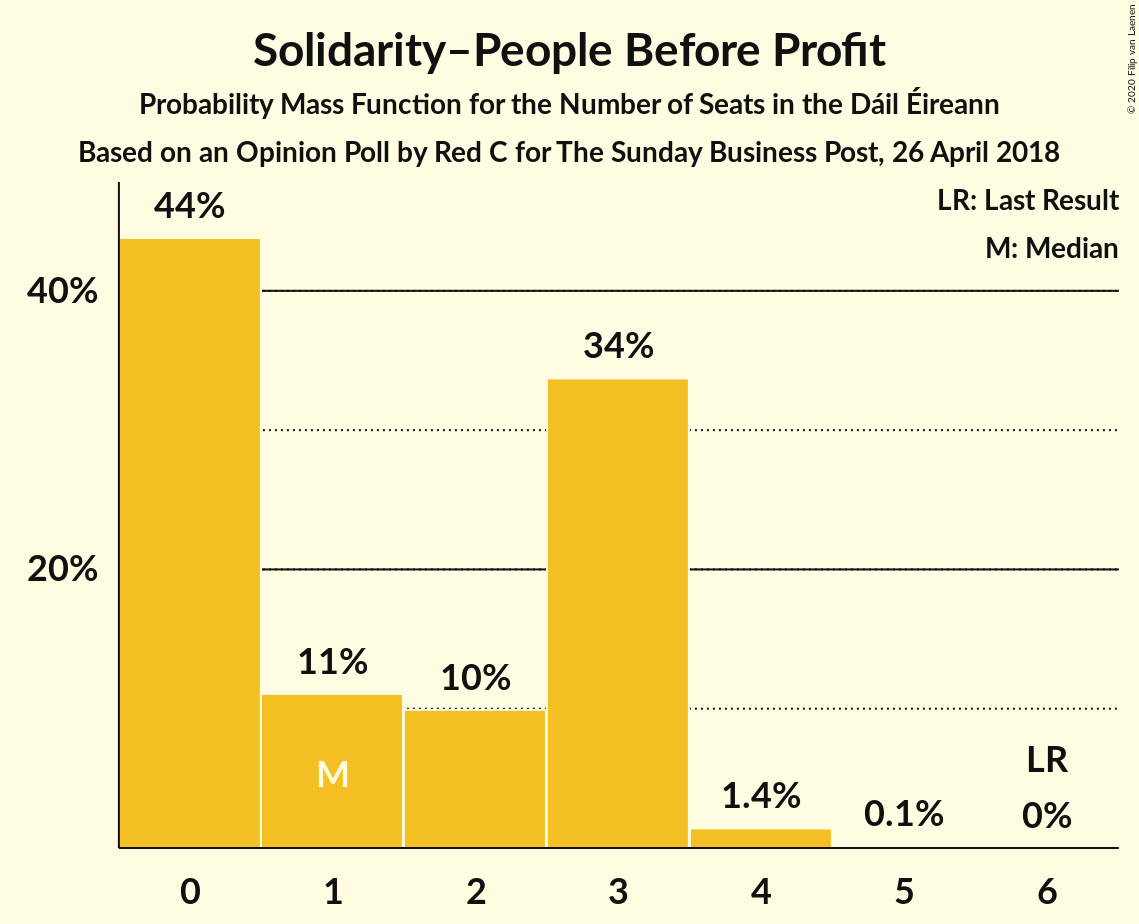 Solidarity–People Before Profit
Probability Mass Function for the Number of Seats in the Dáil Éireann
Based on an Opinion Poll by Red C for The Sunday Business Post, 26 April 2018
© 2020 Filip van Laenen
LR: Last Result
M: Median
44%
40%
34%
20%
11%
10%
M
LR
1.4%
0.1%
0%
0 1 2 3 4 5 6